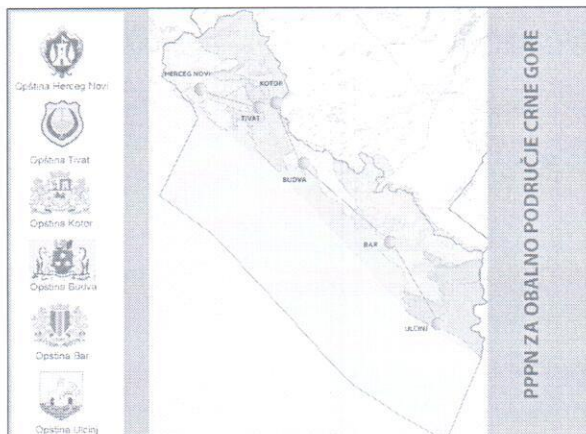 Opština Herceg Novi
Opština Tivat
Opština Kotor
Opština Budva
Opština Bar
Opština Ulcinj
HERCEG NOVI
KOTOR
TIVAT
BUDVA
BAR
ULCINJ
PPPN ZA OBALNO PODRUČJE CRNE GORE